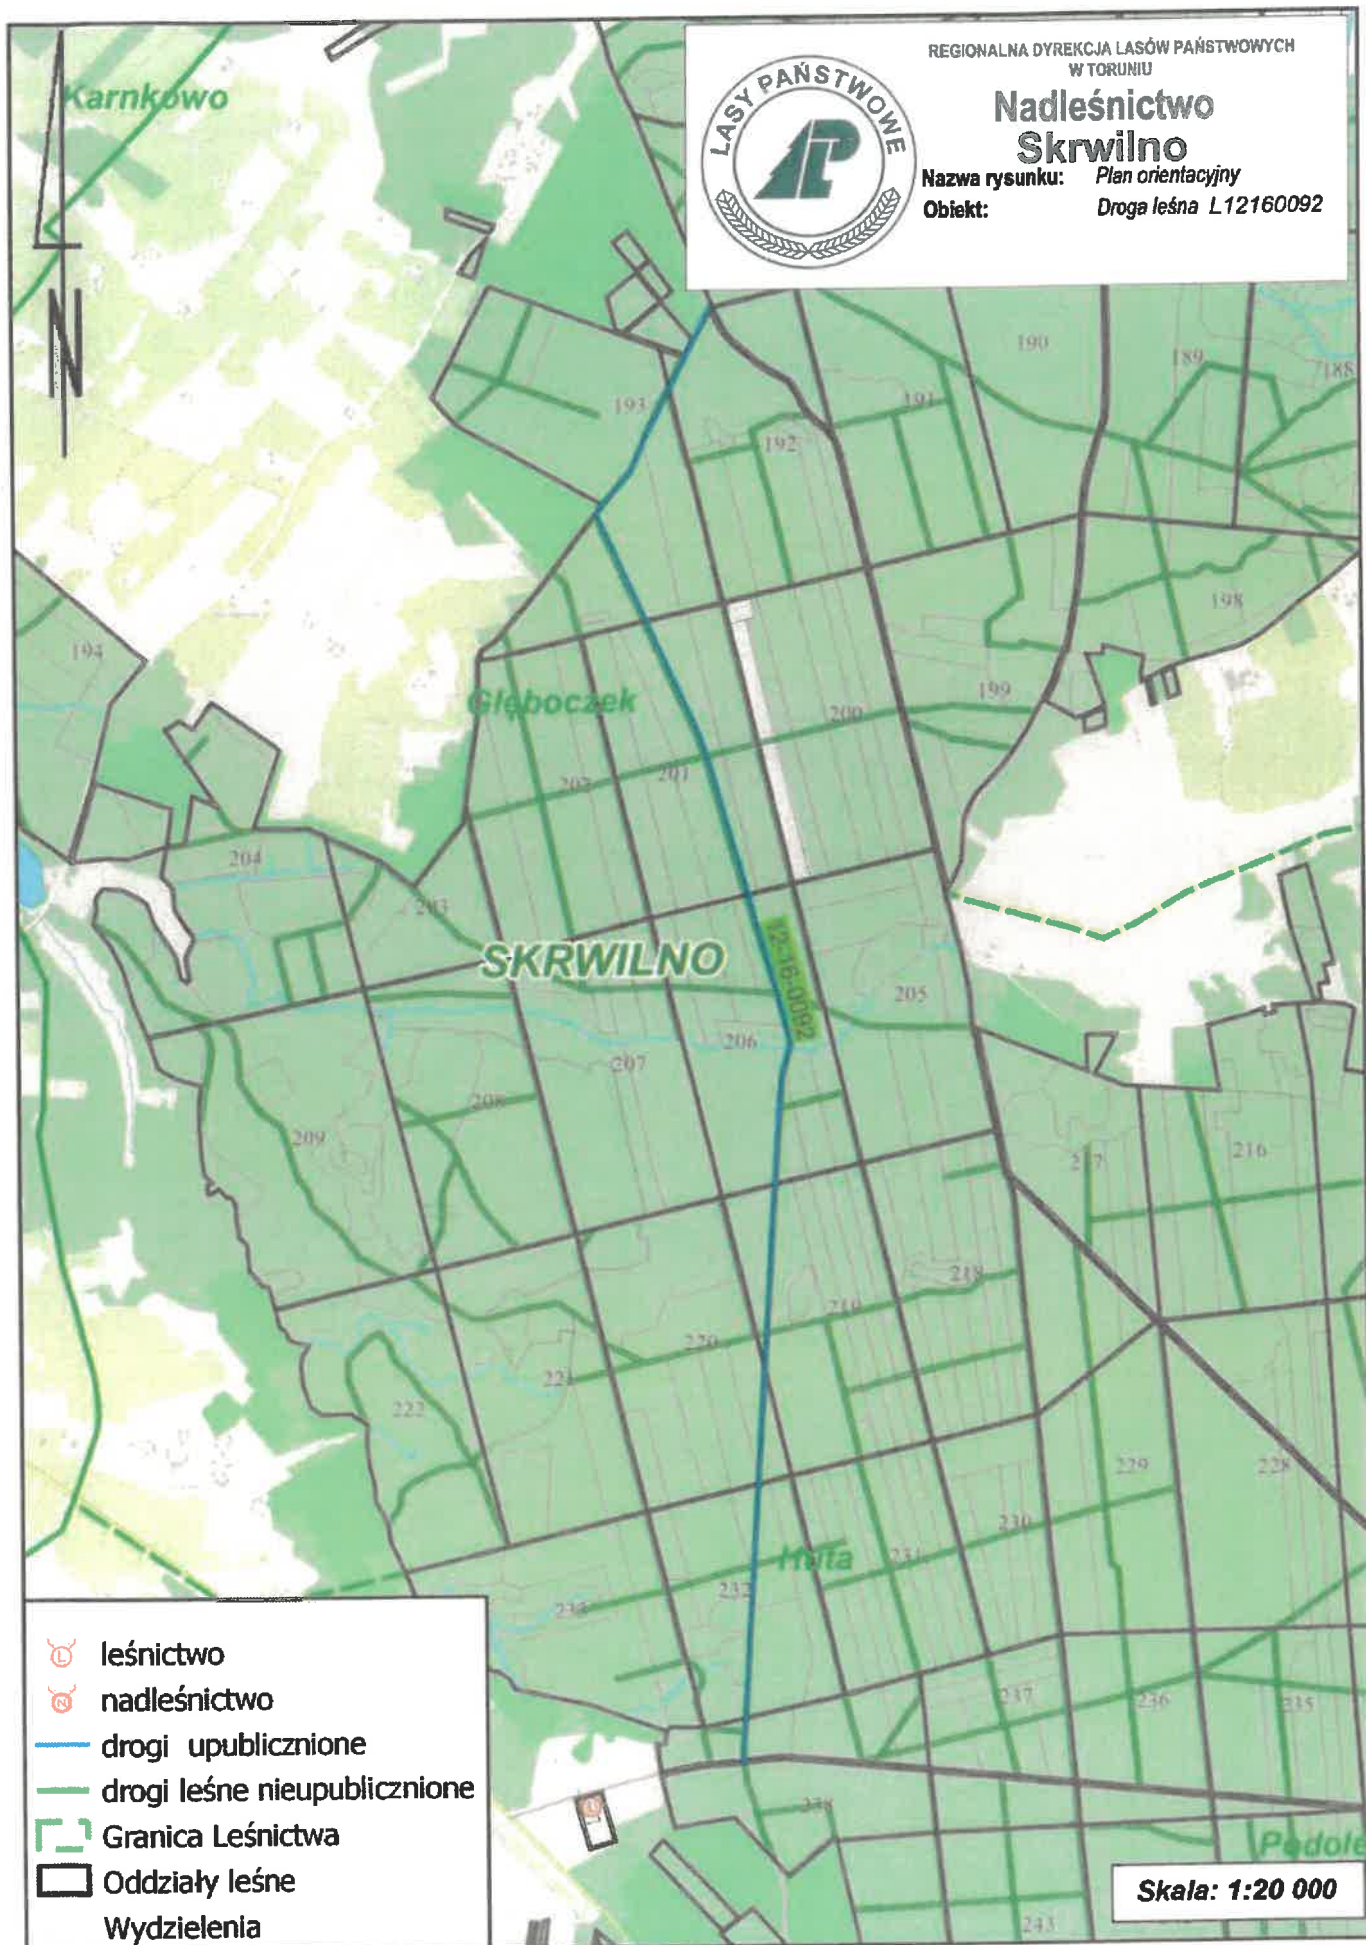 REGIONALNA DYREKCJA LASÓW PAŃSTWOWYCH
W TORUNIU
Nadleśnictwo
Skrwilno
Nazwa rysunku: Plan orientacyjny
Obiekt: Droga leśna L12160092
LASY PAŃSTWOWE
Karnkowo
N
190
189
188
193
191
192
198
194
199
Głęboczek
200
201
202
204
203
SKRWILNO
12-16-0092
205
206
207
208
209
216
217
218
219
220
221
222
229
228
230
Huta
231
232
233
237
236
235
238
Podole
243
leśnictwo
nadleśnictwo
drogi upublicznione
drogi leśne nieupublicznione
Granica Leśnictwa
Oddziały leśne
Wydzielenia
Skala: 1:20 000